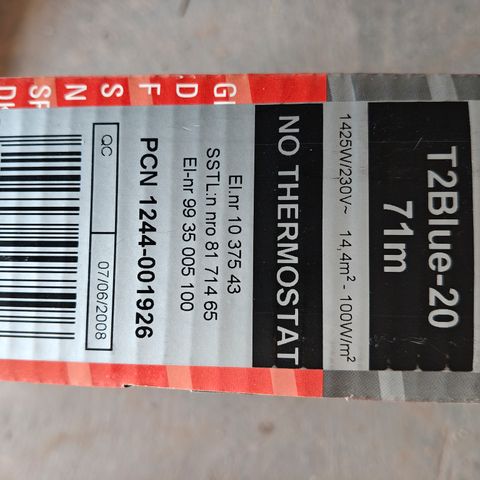 T2Blue-20
71m
1425W/230V~ 14,4m² - 100W/m²
NO THERMOSTAT
El.nr 10 375 43
SSTL:n nro 81 714 65
El-nr 99 35 005 100
PCN 1244-001926
QC 07/06/2008
D
F
S
N